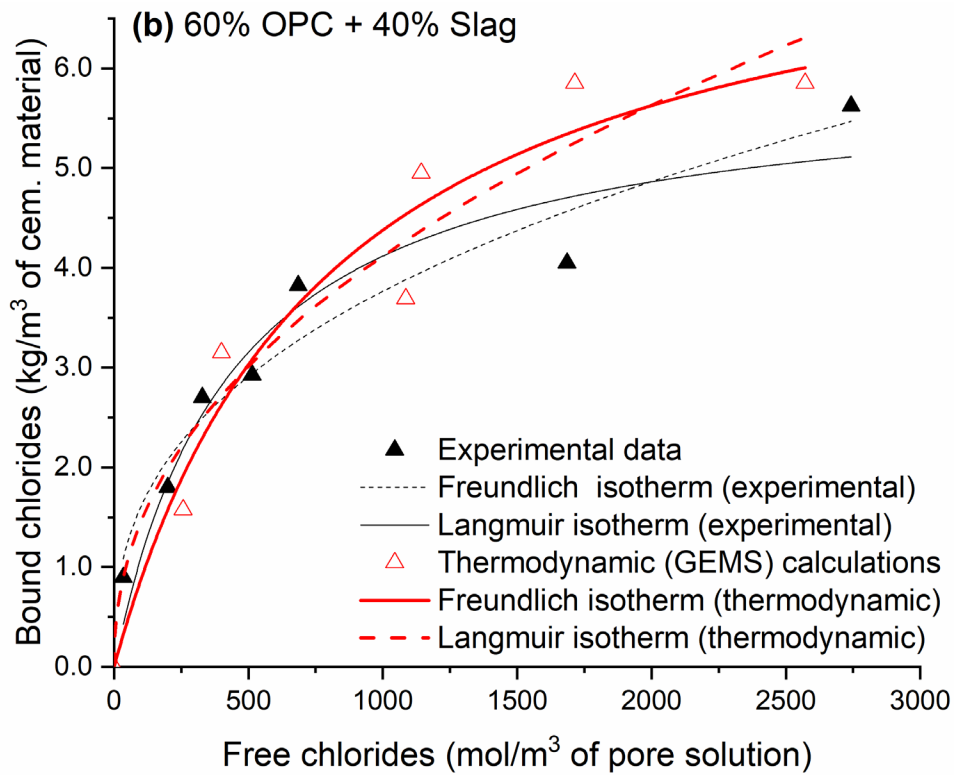 (b) 60% OPC + 40% Slag
Bound chlorides (kg/m³ of cem. material)
6.0
5.0
4.0
3.0
2.0
1.0
0.0
Experimental data
Freundlich isotherm (experimental)
Langmuir isotherm (experimental)
Thermodynamic (GEMS) calculations
Freundlich isotherm (thermodynamic)
Langmuir isotherm (thermodynamic)
0 500 1000 1500 2000 2500 3000
Free chlorides (mol/m³ of pore solution)